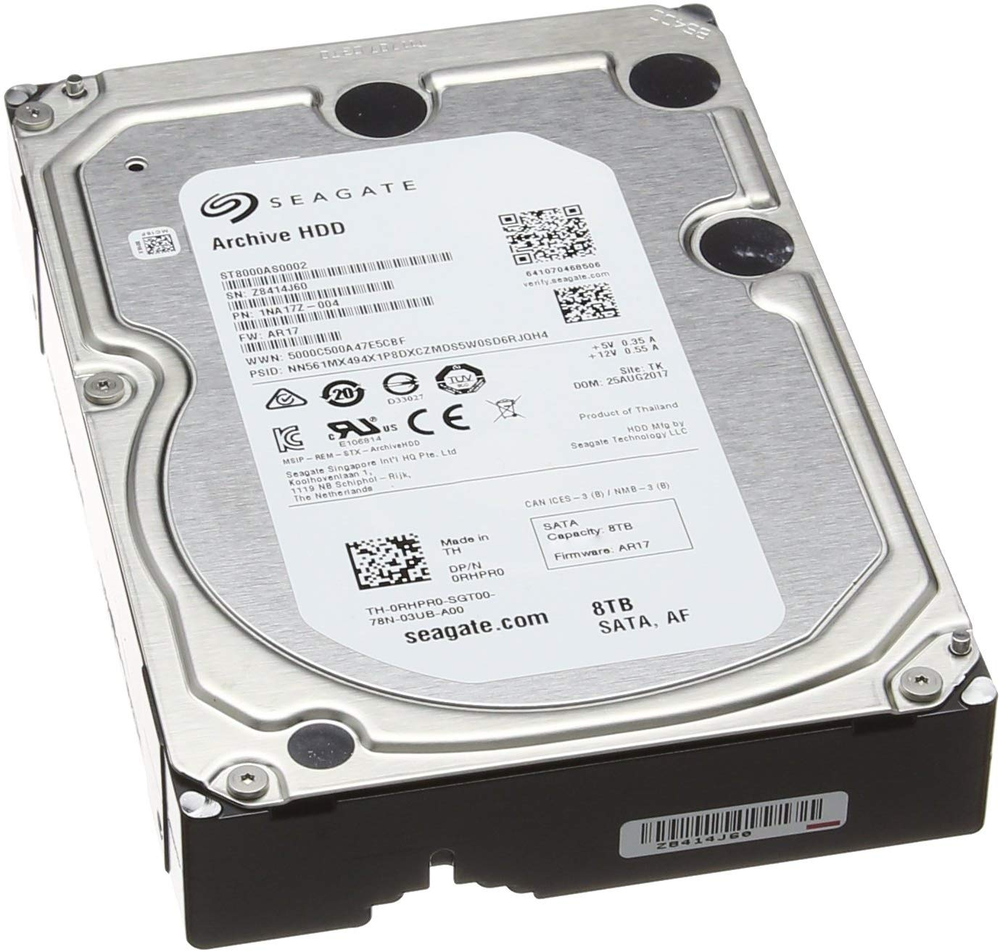 SEAGATE
Archive HDD
ST8000AS0002
SN: Z8414J60
PN: 1NA17Z-004
FW: AR17
WWN: 5000C500A47E5CBF
PSID: NN561MX494X1P8DXCZMDS5W0SD6RJQH4
641070468506
verify.seagate.com
+5V 0.35 A
+12V 0.55 A
Site: TK
DOM: 25AUG2017
Product of Thailand
HDD Mfg by
Seagate Technology LLC
20
D33027
TUV
c RU US
E106814
CE
MSIP-REM-STX-ArchiveHDD
Seagate Singapore Int'l HQ Pte. Ltd
Koolhovenlaan 1,
1119 NB Schiphol-Rijk,
The Netherlands
CAN ICES-3 (B) / NMB-3 (B)
SATA
Capacity: 8TB
Firmware: AR17
Made in
TH
DP/N
0RHPR0
TH-0RHPR0-SGT00-
78N-03UB-A00
seagate.com
8TB
SATA, AF
Z8414J60